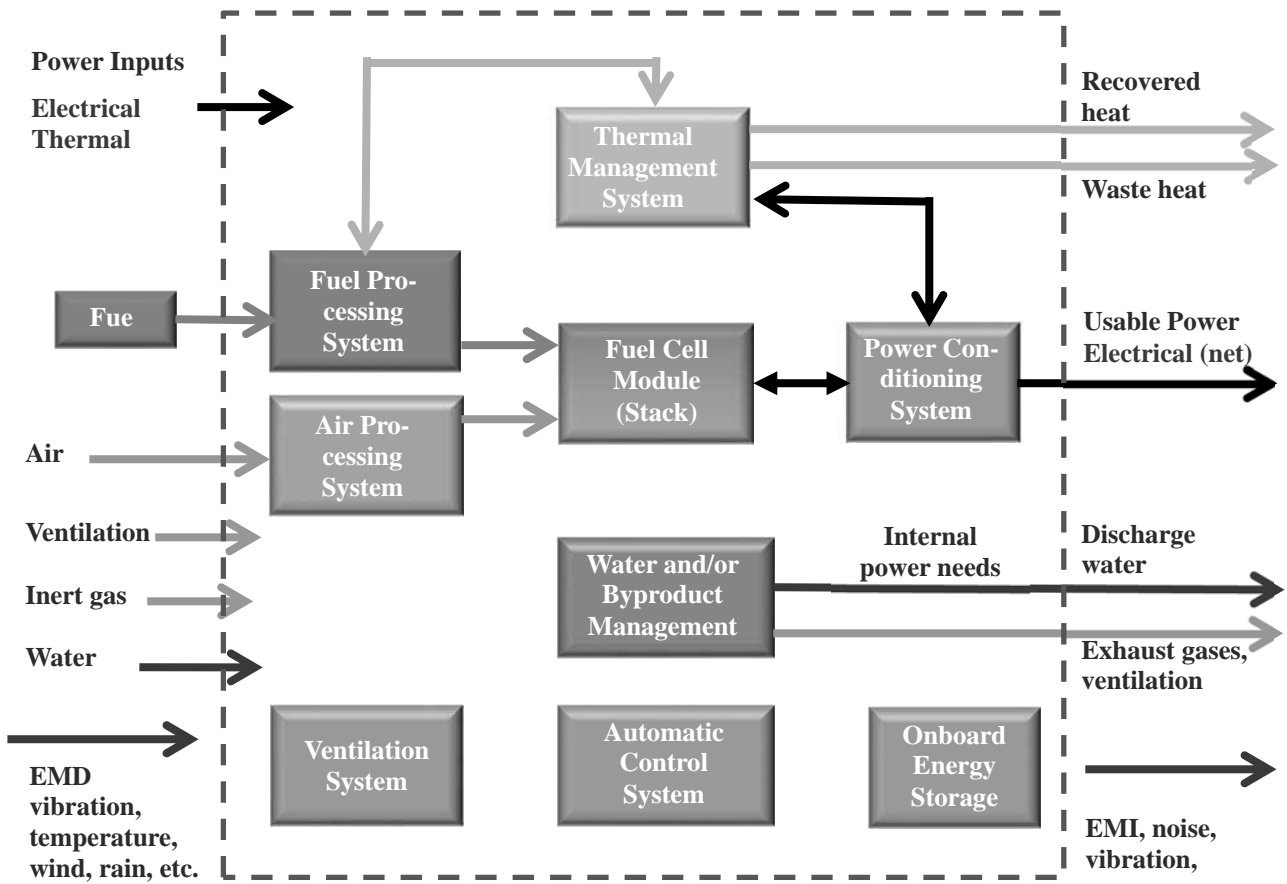 Power Inputs
Electrical
Thermal
Recovered
heat
Thermal
Management
System
Waste heat
Fuel Pro-
cessing
System
Fue
Fuel Cell
Module
(Stack)
Power Con-
ditioning
System
Usable Power
Electrical (net)
Air Pro-
cessing
System
Air
Ventilation
Inert gas
Water
Water and/or
Byproduct
Management
Internal
power needs
Discharge
water
Exhaust gases,
ventilation
Ventilation
System
Automatic
Control
System
Onboard
Energy
Storage
EMD
vibration,
temperature,
wind, rain, etc.
EMI, noise,
vibration,